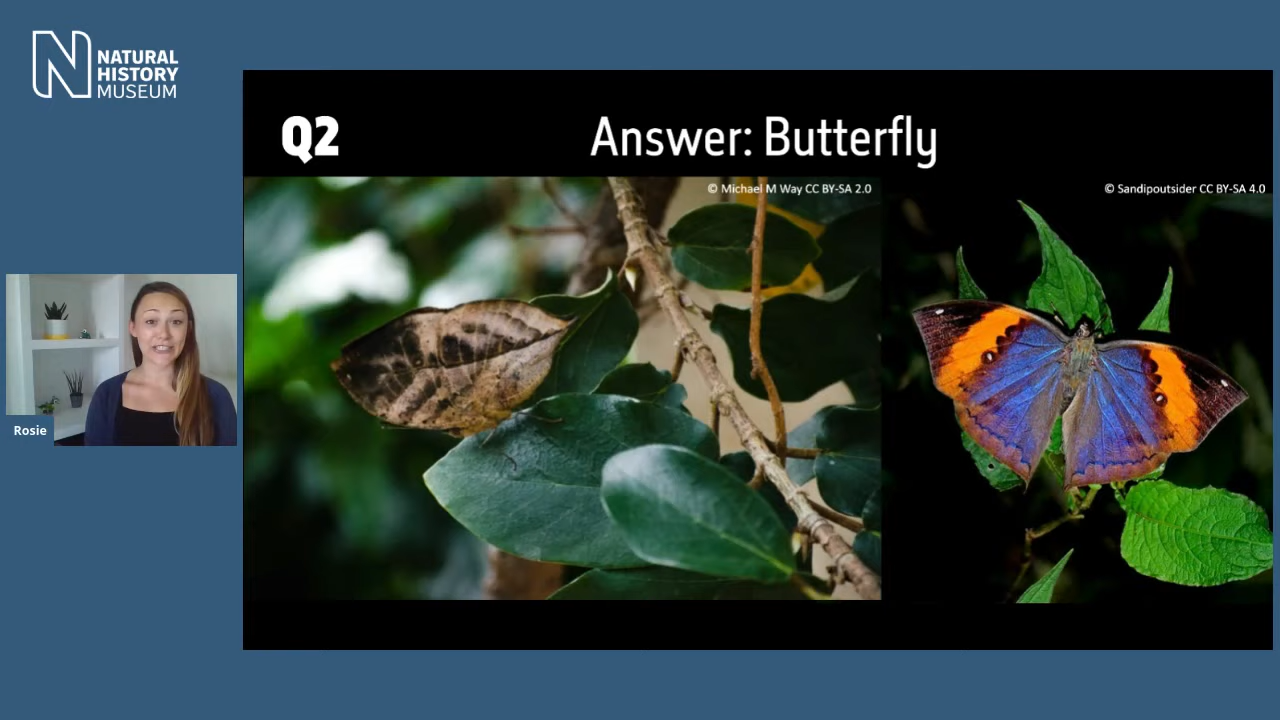 NATURAL
HISTORY
MUSEUM
Q2
Answer: Butterfly
© Michael M Way CC BY-SA 2.0
© Sandipoutsider CC BY-SA 4.0
Rosie